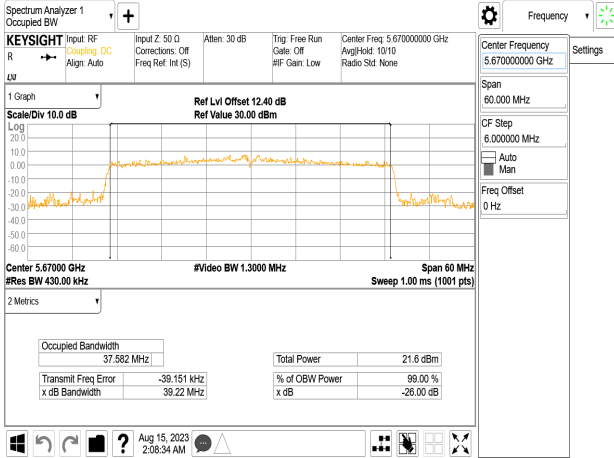 Spectrum Analyzer 1
Occupied BW
KEYSIGHT Input: RF Input Z: 50 Ω Atten: 30 dB Trig: Free Run Center Freq: 5.670000000 GHz
R Coupling: DC Corrections: Off Gate: Off Avg|Hold: 10/10
Align: Auto Freq Ref: Int (S) #IF Gain: Low Radio Std: None
LXI
1 Graph
Ref Lvl Offset 12.40 dB
Scale/Div 10.0 dB Ref Value 30.00 dBm
Log
20.0
10.0
0.00
-10.0
-20.0
-30.0
-40.0
-50.0
-60.0
Center 5.67000 GHz #Video BW 1.3000 MHz Span 60 MHz
#Res BW 430.00 kHz Sweep 1.00 ms (1001 pts)
2 Metrics
Occupied Bandwidth
37.582 MHz
Total Power 21.6 dBm
Transmit Freq Error -39.151 kHz % of OBW Power 99.00 %
x dB Bandwidth 39.22 MHz x dB -26.00 dB
? Aug 15, 2023
2:08:34 AM
Frequency
Settings
Center Frequency
5.670000000 GHz
Span
60.000 MHz
CF Step
6.000000 MHz
Auto
Man
Freq Offset
0 Hz